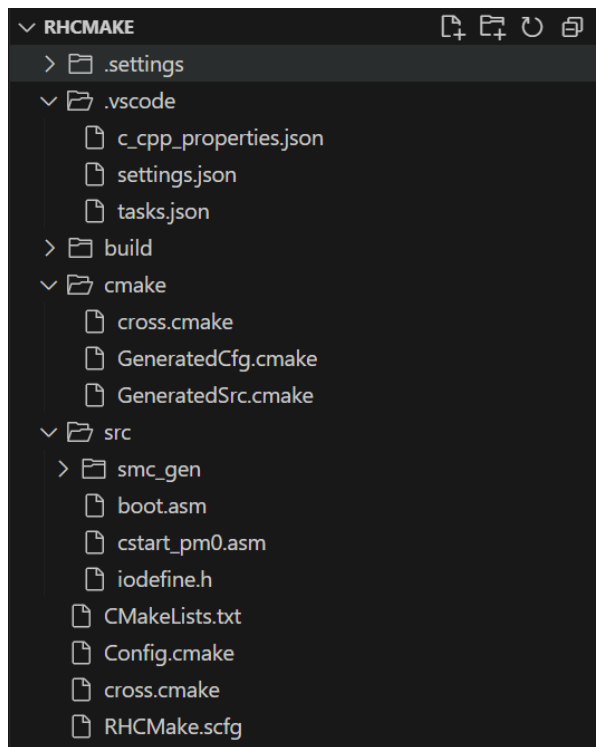 RHCMAKE
.settings
.vscode
c_cpp_properties.json
settings.json
tasks.json
build
cmake
cross.cmake
GeneratedCfg.cmake
GeneratedSrc.cmake
src
smc_gen
boot.asm
cstart_pm0.asm
iodefine.h
CMakeLists.txt
Config.cmake
cross.cmake
RHCMake.scfg